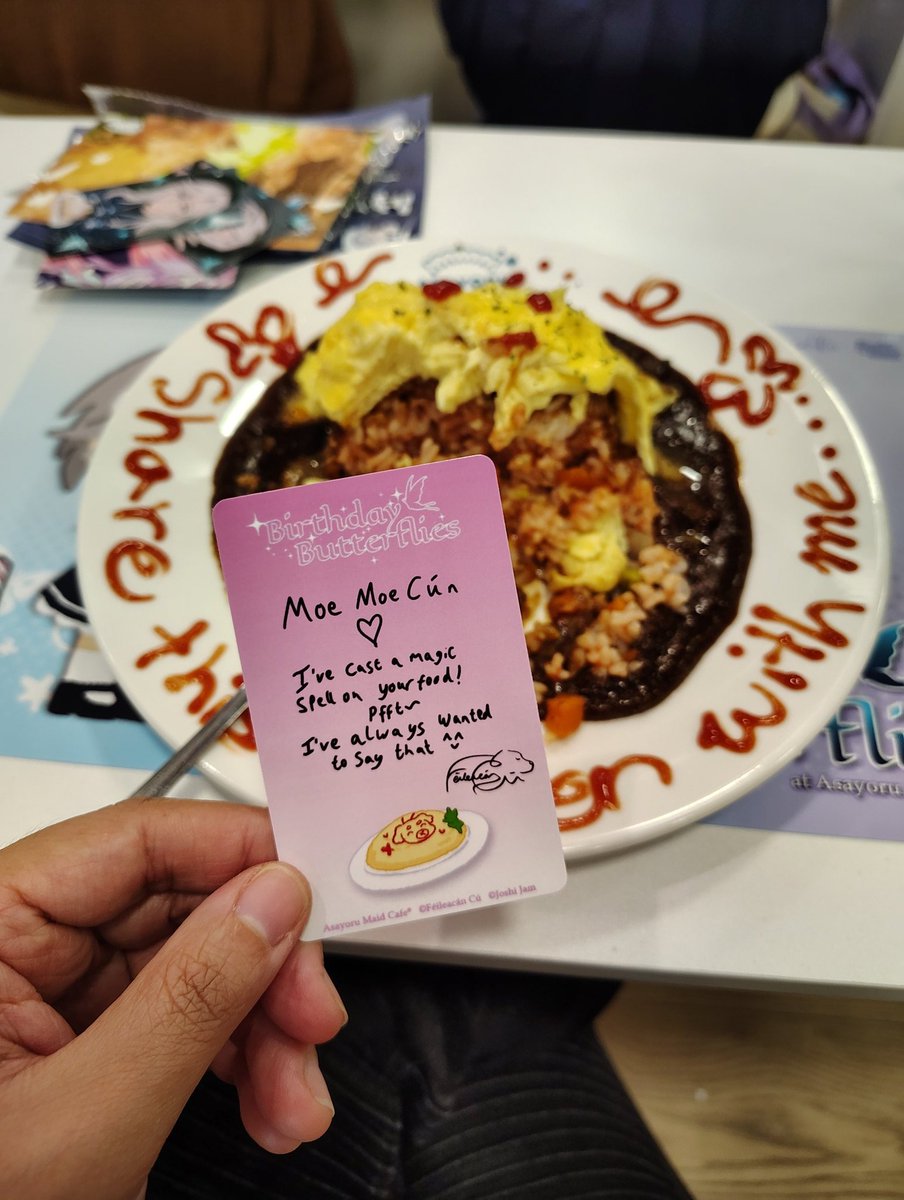 Birthday
Butterflies
Moe Moe Cún
I've cast a magic
spell on your food!
Pfft~
I've always wanted
to say that ^^
Asayoru Maid Cafe® ©Féileacán Cú ©Joshi Jam
Share
with me
at Asayoru